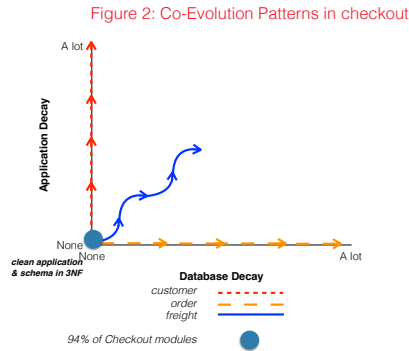 Figure 2: Co-Evolution Patterns in checkout
A lot
Application Decay
None
clean application
& schema in 3NF
None
A lot
Database Decay
customer
order
freight
94% of Checkout modules